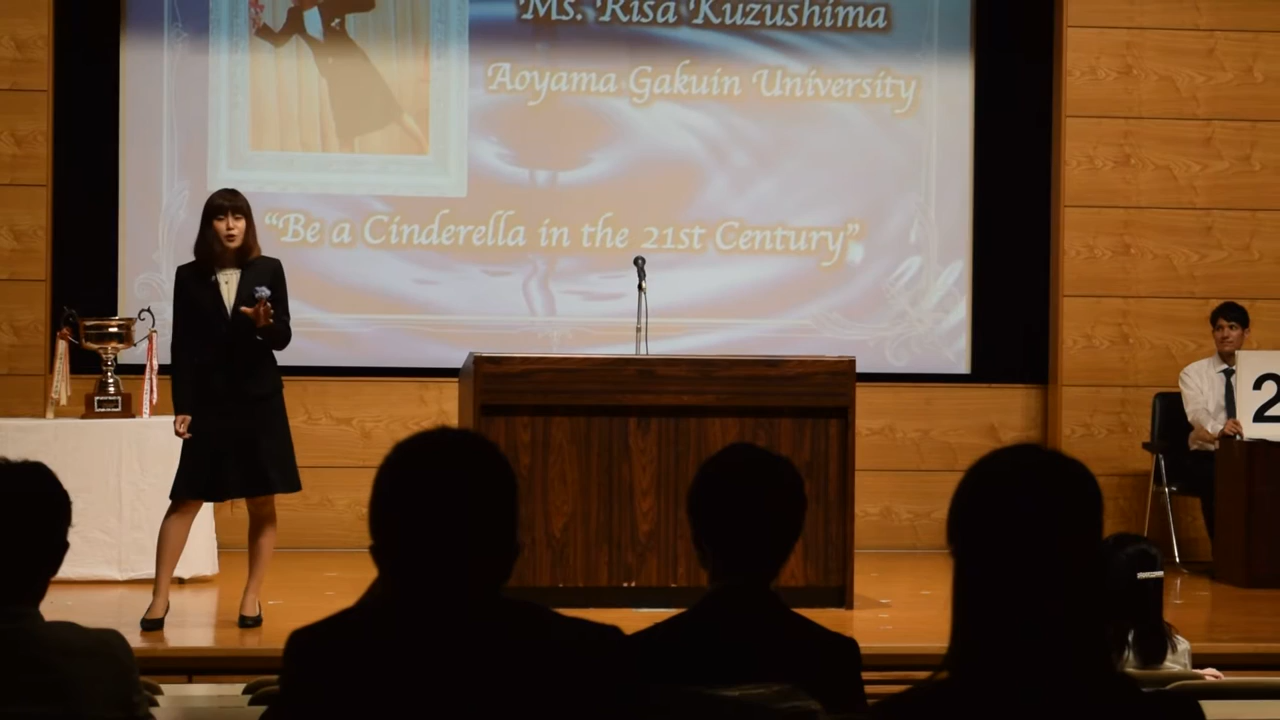 Ms. Risa Kuzushima
Aoyama Gakuin University
“Be a Cinderella in the 21st Century”
2